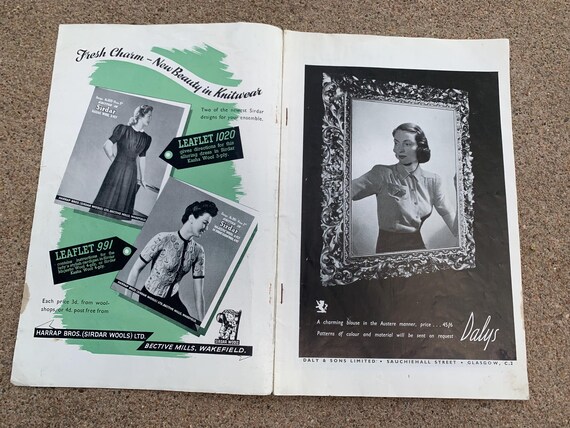 Fresh Charm – New Beauty in Knitwear
Two of the newest Sirdar
designs for your ensemble.
Sirdar
LEAFLET 1020
gives directions for this
alluring dress in Sirdar
Kasha Wool 3-ply.
Sirdar
LEAFLET 991
Each price 3d. from wool-
shops, or 4d. post free from
HARRAP BROS. (SIRDAR WOOLS) LTD.
BECTIVE MILLS, WAKEFIELD.
SIRDAR WOOLS
A charming blouse in the Austere manner, price . . . 45/6
Patterns of colour and material will be sent on request
Dalys
DALY & SONS LIMITED • SAUCHIEHALL STREET • GLASGOW, C.2